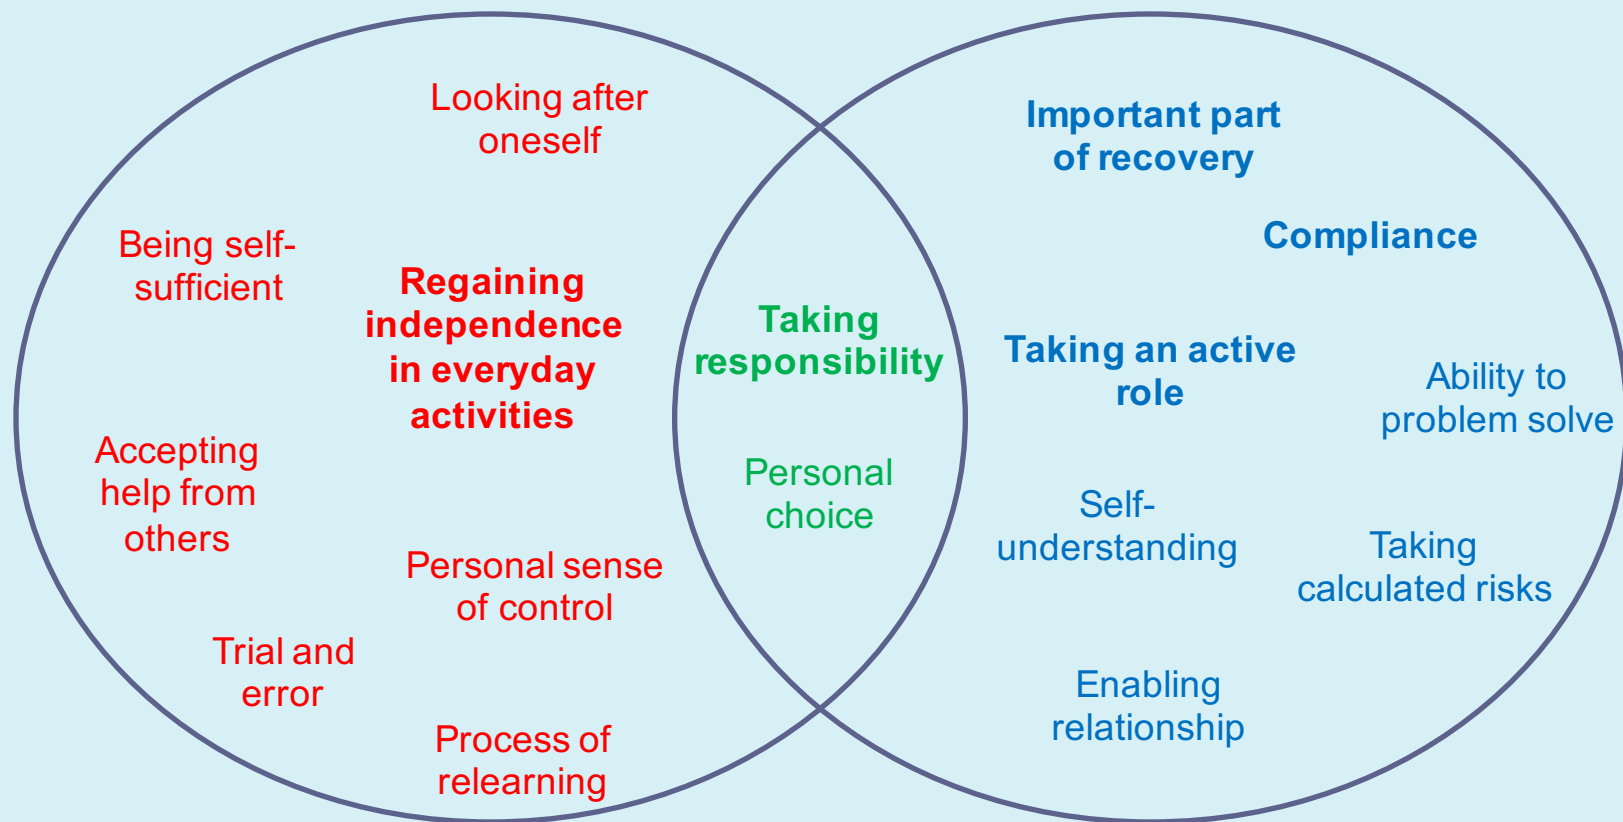 Looking after
oneself
Being self-
sufficient
Regaining
independence
in everyday
activities
Accepting
help from
others
Personal sense
of control
Trial and
error
Process of
relearning
Taking
responsibility
Personal
choice
Important part
of recovery
Compliance
Taking an active
role
Ability to
problem solve
Self-
understanding
Taking
calculated risks
Enabling
relationship